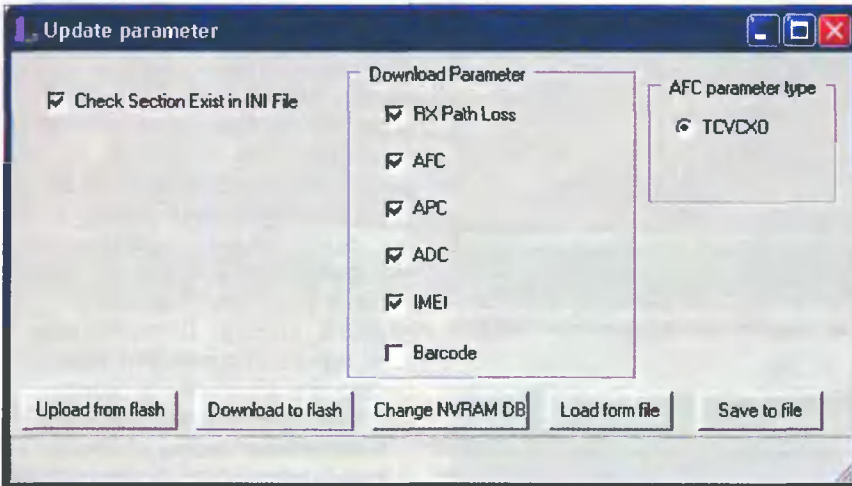 Update parameter
Check Section Exist in INI File
Download Parameter
RX Path Loss
AFC
APC
ADC
IMEI
Barcode
AFC parameter type
TCVCXO
Upload from flash
Download to flash
Change NVRAM DB
Load form file
Save to file